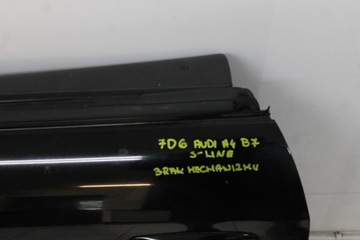 7D6 AUDI A4 B7
S-LINE
BRAK MECHANIZMU